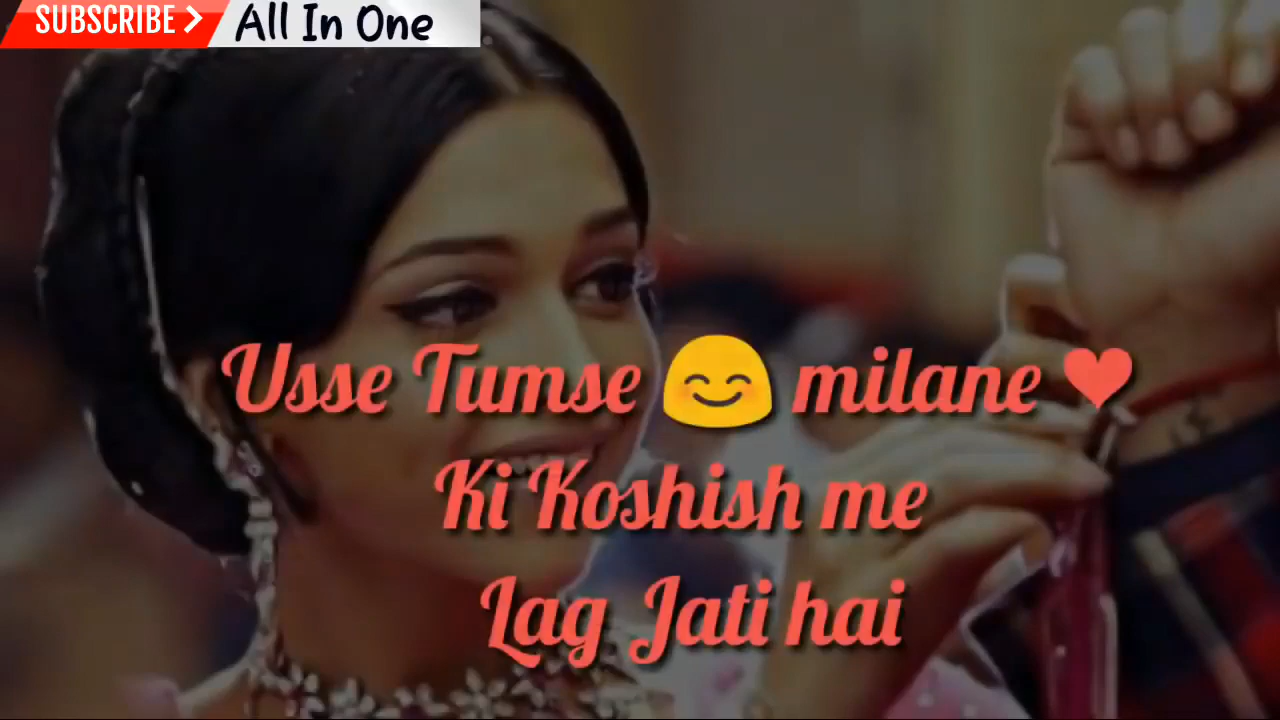 SUBSCRIBE All In One
Usse Tumse 😊 milane ❤
Ki Koshish me
Lag Jati hai